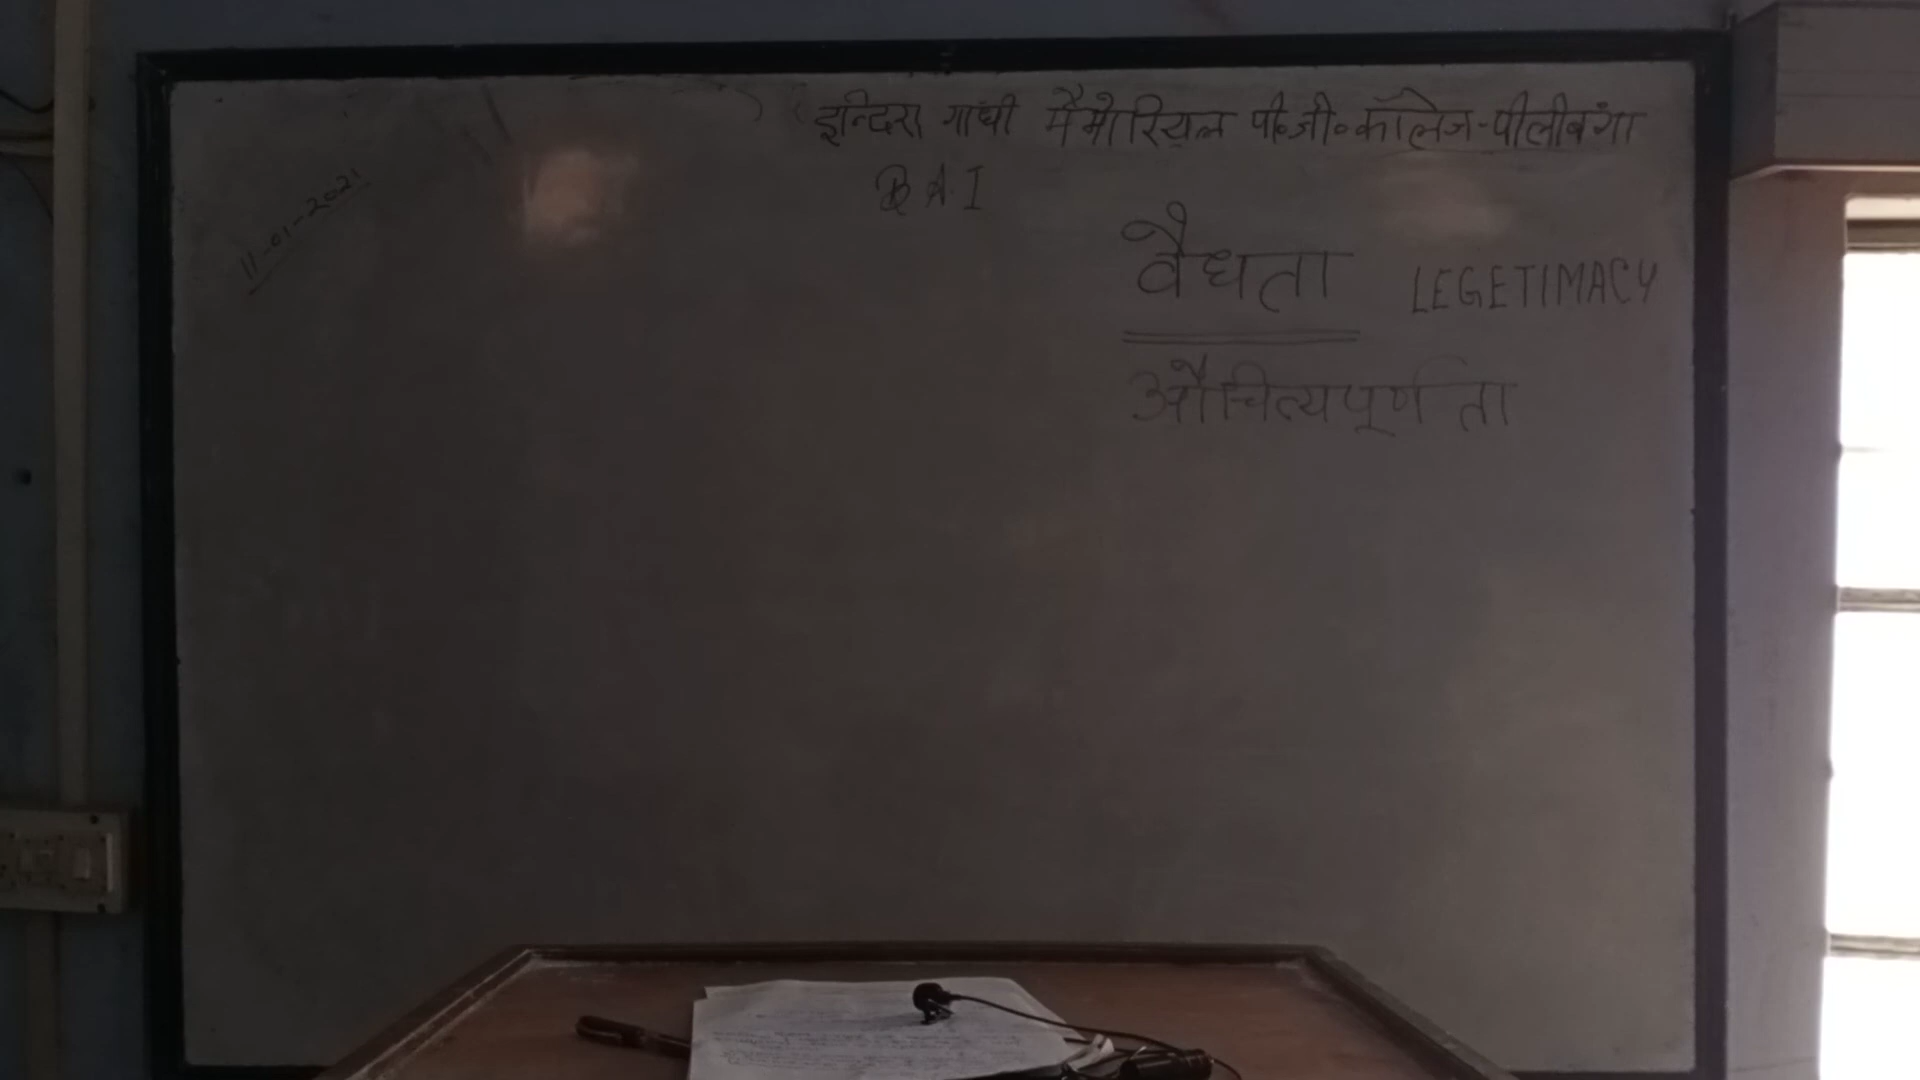 इन्दिरा गांधी मैमोरियल पी॰जी॰कॉलेज-पीलीबंगा
11-01-2021
B A. I
वैधता LEGETIMACY
औचित्यपूर्णता